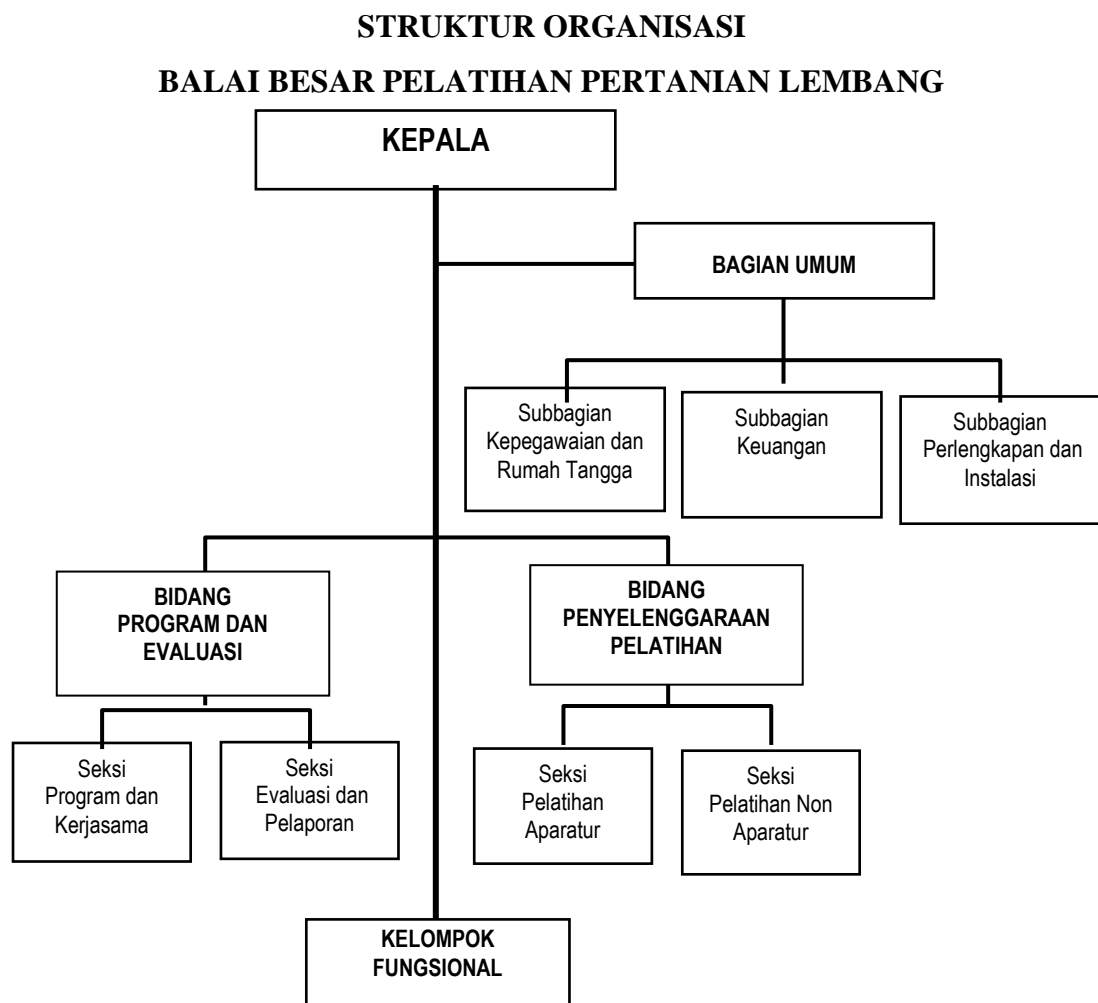 STRUKTUR ORGANISASI
BALAI BESAR PELATIHAN PERTANIAN LEMBANG
KEPALA
BAGIAN UMUM
Subbagian
Kepegawaian dan
Rumah Tangga
Subbagian
Keuangan
Subbagian
Perlengkapan dan
Instalasi
BIDANG
PROGRAM DAN
EVALUASI
BIDANG
PENYELENGGARAAN
PELATIHAN
Seksi
Program dan
Kerjasama
Seksi
Evaluasi dan
Pelaporan
Seksi
Pelatihan
Aparatur
Seksi
Pelatihan Non
Aparatur
KELOMPOK
FUNGSIONAL